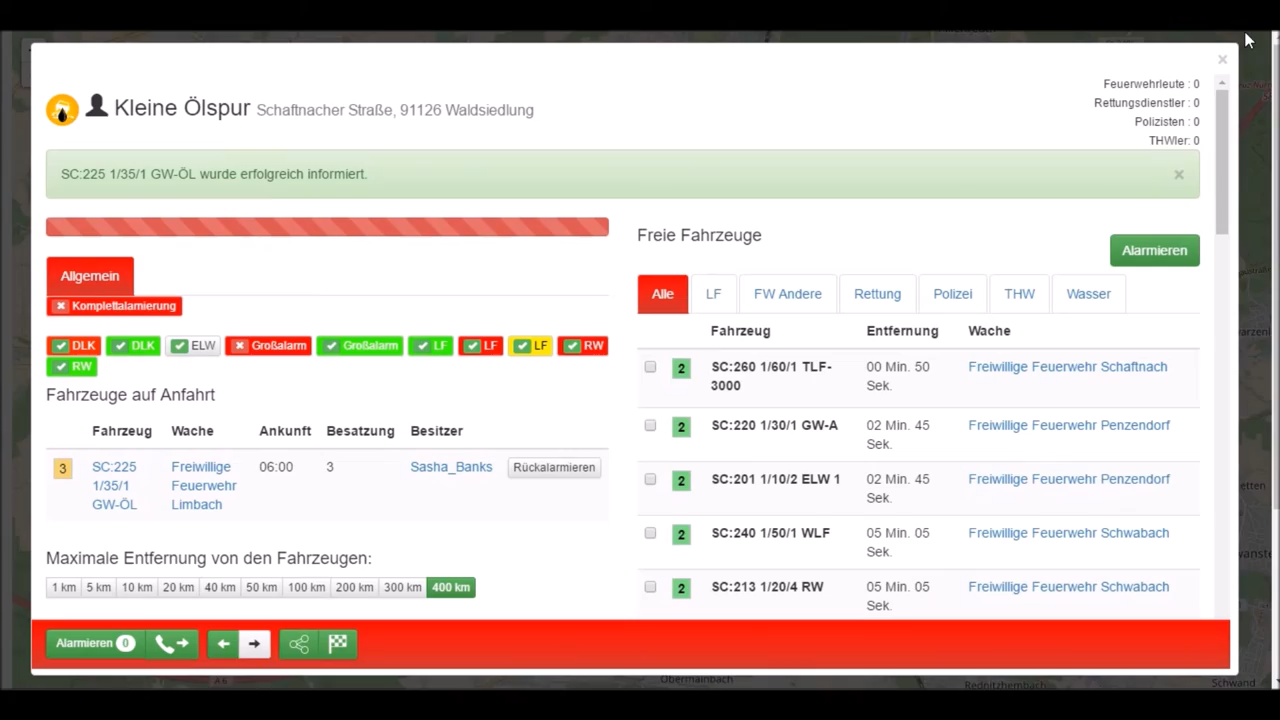 Feuerwehrleute : 0
Rettungsdienstler : 0
Polizisten : 0
THWler: 0
Kleine Ölspur Schaftnacher Straße, 91126 Waldsiedlung
SC:225 1/35/1 GW-ÖL wurde erfolgreich informiert.
Allgemein
Komplettalamierung
DLK DLK ELW Großalarm Großalarm LF LF LF RW
RW
Fahrzeuge auf Anfahrt
Fahrzeug Wache Ankunft Besatzung Besitzer
3 SC:225 Freiwillige 06:00 3 Sasha_Banks Rückalarmieren
1/35/1 Feuerwehr
GW-ÖL Limbach
Maximale Entfernung von den Fahrzeugen:
1 km 5 km 10 km 20 km 40 km 50 km 100 km 200 km 300 km 400 km
Freie Fahrzeuge
Alarmieren
Alle LF FW Andere Rettung Polizei THW Wasser
Fahrzeug Entfernung Wache
2 SC:260 1/60/1 TLF- 00 Min. 50 Freiwillige Feuerwehr Schaftnach
3000 Sek.
2 SC:220 1/30/1 GW-A 02 Min. 45 Freiwillige Feuerwehr Penzendorf
Sek.
2 SC:201 1/10/2 ELW 1 02 Min. 45 Freiwillige Feuerwehr Penzendorf
Sek.
2 SC:240 1/50/1 WLF 05 Min. 05 Freiwillige Feuerwehr Schwabach
Sek.
2 SC:213 1/20/4 RW 05 Min. 05 Freiwillige Feuerwehr Schwabach
Sek.
Alarmieren 0
Obermainbach
Rednitzhembach
Schwand